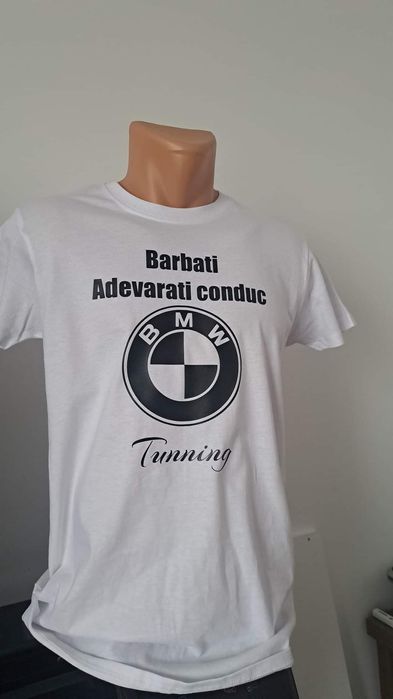 Barbati
Adevarati conduc
BMW
Tunning